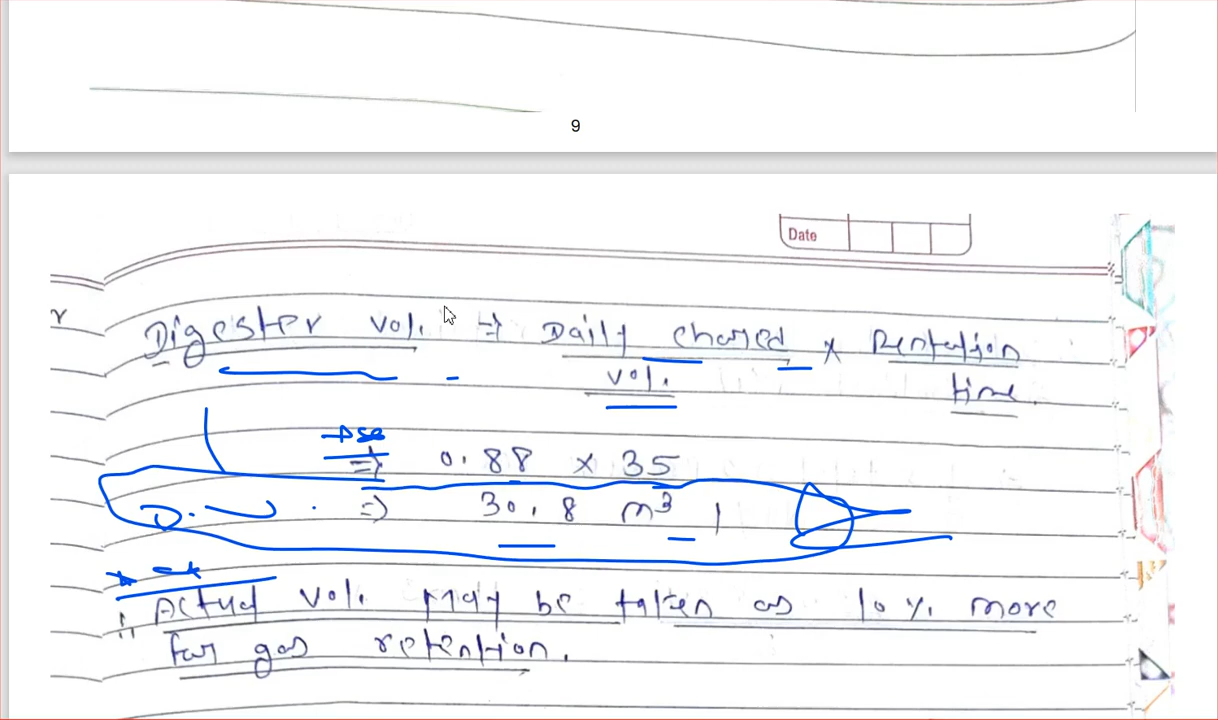 9
Date
r
Digester vol. => Daily charged × Rentation
vol. time.
=> 0.88 × 35
D. => 30.8 m³
Actual vol. may be taken as 10% more
for gas retention.